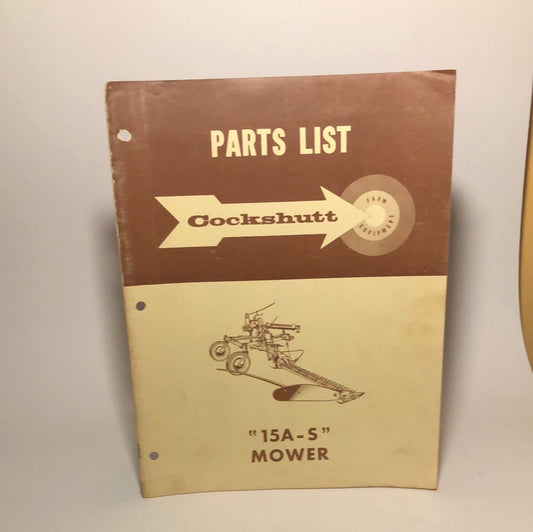 PARTS LIST
Cockshutt
FARM
EQUIPMENT
"15A-S"
MOWER